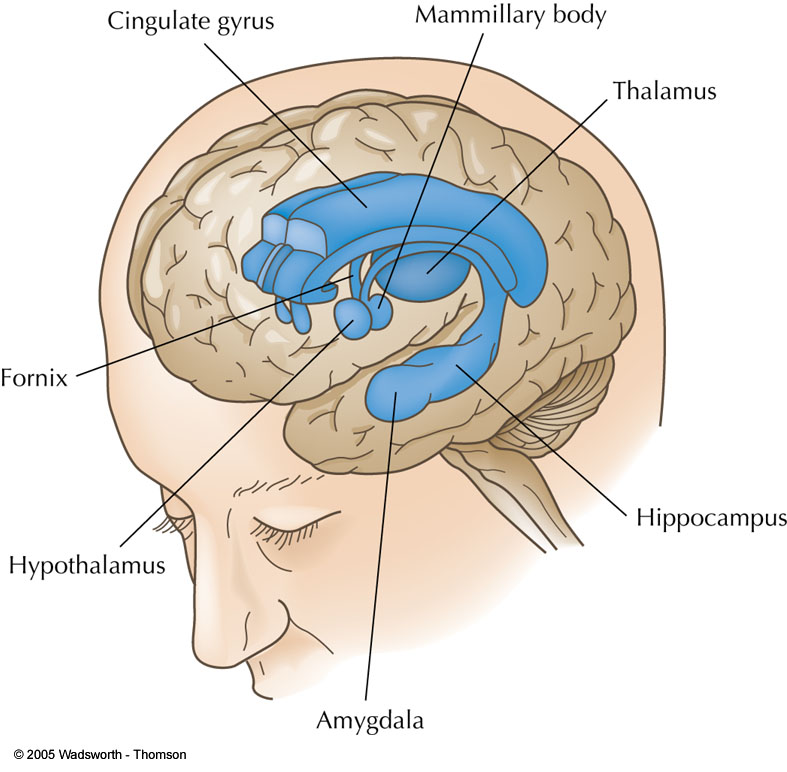 Cingulate gyrus
Mammillary body
Thalamus
Fornix
Hippocampus
Hypothalamus
Amygdala
© 2005 Wadsworth - Thomson